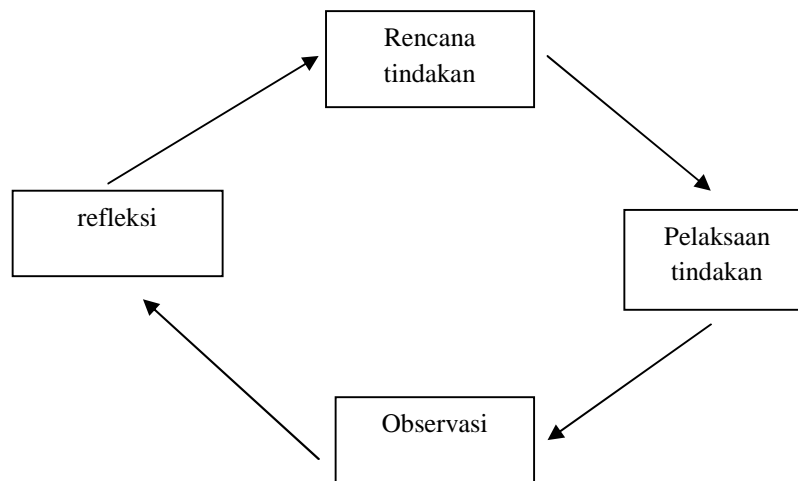 Rencana
tindakan
refleksi
Pelaksaan
tindakan
Observasi